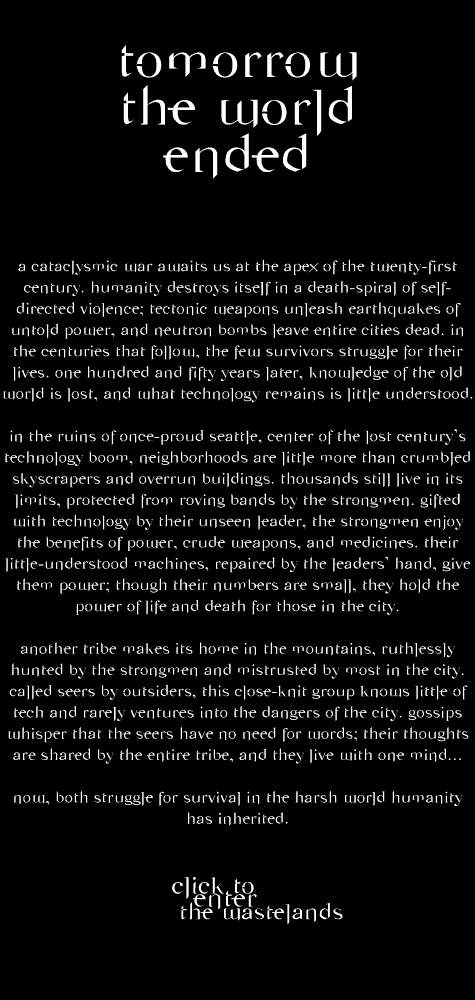 tomorrow
the world
ended
a cataclysmic war awaits us at the apex of the twenty-first
century. humanity destroys itself in a death-spiral of self-
directed violence; tectonic weapons unleash earthquakes of
untold power, and neutron bombs leave entire cities dead. in
the centuries that follow, the few survivors struggle for their
lives. one hundred and fifty years later, knowledge of the old
world is lost, and what technology remains is little understood.
in the ruins of once-proud seattle, center of the lost century's
technology boom, neighborhoods are little more than crumbled
skyscrapers and overrun buildings. thousands still live in its
limits, protected from roving bands by the strongmen. gifted
with technology by their unseen leader, the strongmen enjoy
the benefits of power, crude weapons, and medicines. their
little-understood machines, repaired by the leaders' hand, give
them power; though their numbers are small, they hold the
power of life and death for those in the city.
another tribe makes its home in the mountains, ruthlessly
hunted by the strongmen and mistrusted by most in the city.
called seers by outsiders, this close-knit group knows little of
tech and rarely ventures into the dangers of the city. gossips
whisper that the seers have no need for words; their thoughts
are shared by the entire tribe, and they live with one mind...
now, both struggle for survival in the harsh world humanity
has inherited.
click to
enter
the wastelands